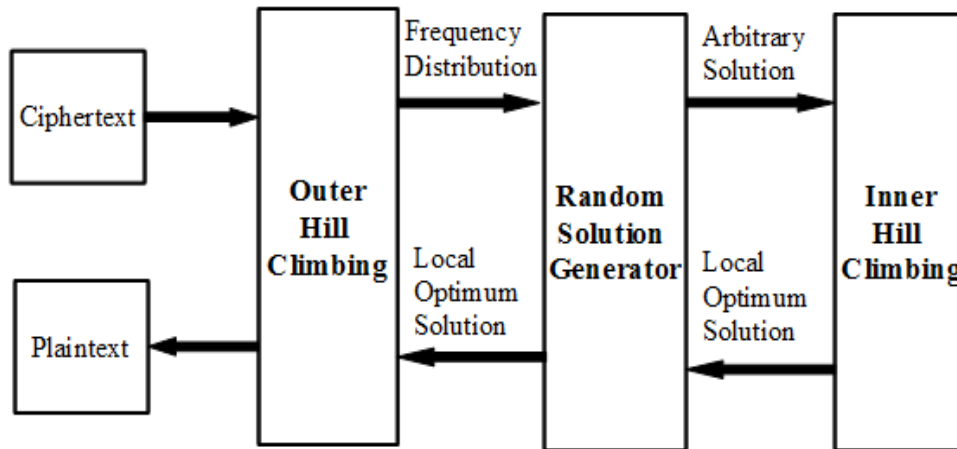 Ciphertext
Plaintext
Outer
Hill
Climbing
Frequency
Distribution
Local
Optimum
Solution
Random
Solution
Generator
Arbitrary
Solution
Local
Optimum
Solution
Inner
Hill
Climbing